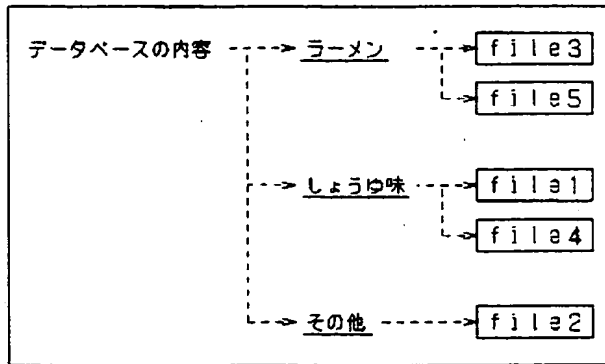 データベースの内容 ラーメン file3
file5
しょうゆ味 file1
file4
その他 file2